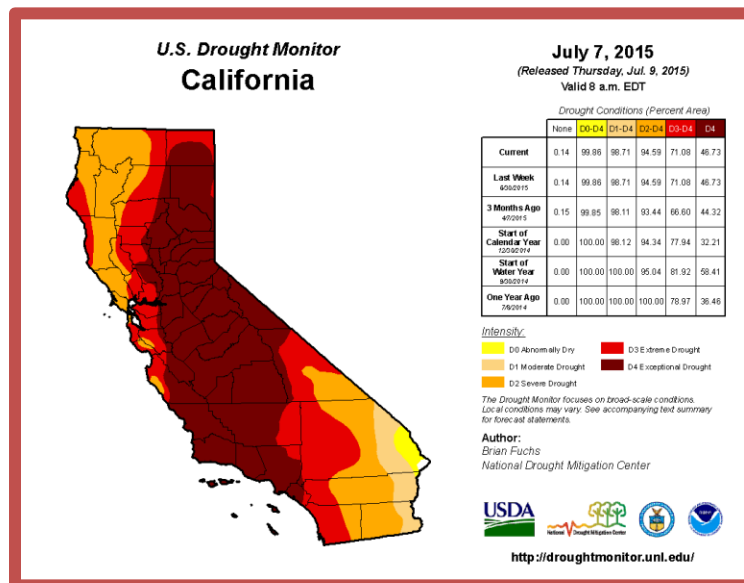 U.S. Drought Monitor
California
July 7, 2015
(Released Thursday, Jul. 9, 2015)
Valid 8 a.m. EDT
Drought Conditions (Percent Area)
None D0-D4 D1-D4 D2-D4 D3-D4 D4
Current 0.14 99.86 98.71 94.59 71.08 46.73
Last Week 0.14 99.86 98.71 94.59 71.08 46.73
6/30/2015
3 Months Ago 0.15 99.85 98.11 93.44 66.60 44.32
4/7/2015
Start of
Calendar Year 0.00 100.00 98.12 94.34 77.94 32.21
12/30/2014
Start of
Water Year 0.00 100.00 100.00 95.04 81.92 58.41
9/30/2014
One Year Ago 0.00 100.00 100.00 100.00 78.97 36.46
7/8/2014
Intensity:
D0 Abnormally Dry
D1 Moderate Drought
D2 Severe Drought
D3 Extreme Drought
D4 Exceptional Drought
The Drought Monitor focuses on broad-scale conditions.
Local conditions may vary. See accompanying text summary
for forecast statements.
Author:
Brian Fuchs
National Drought Mitigation Center
USDA
National Drought Mitigation Center
http://droughtmonitor.unl.edu/